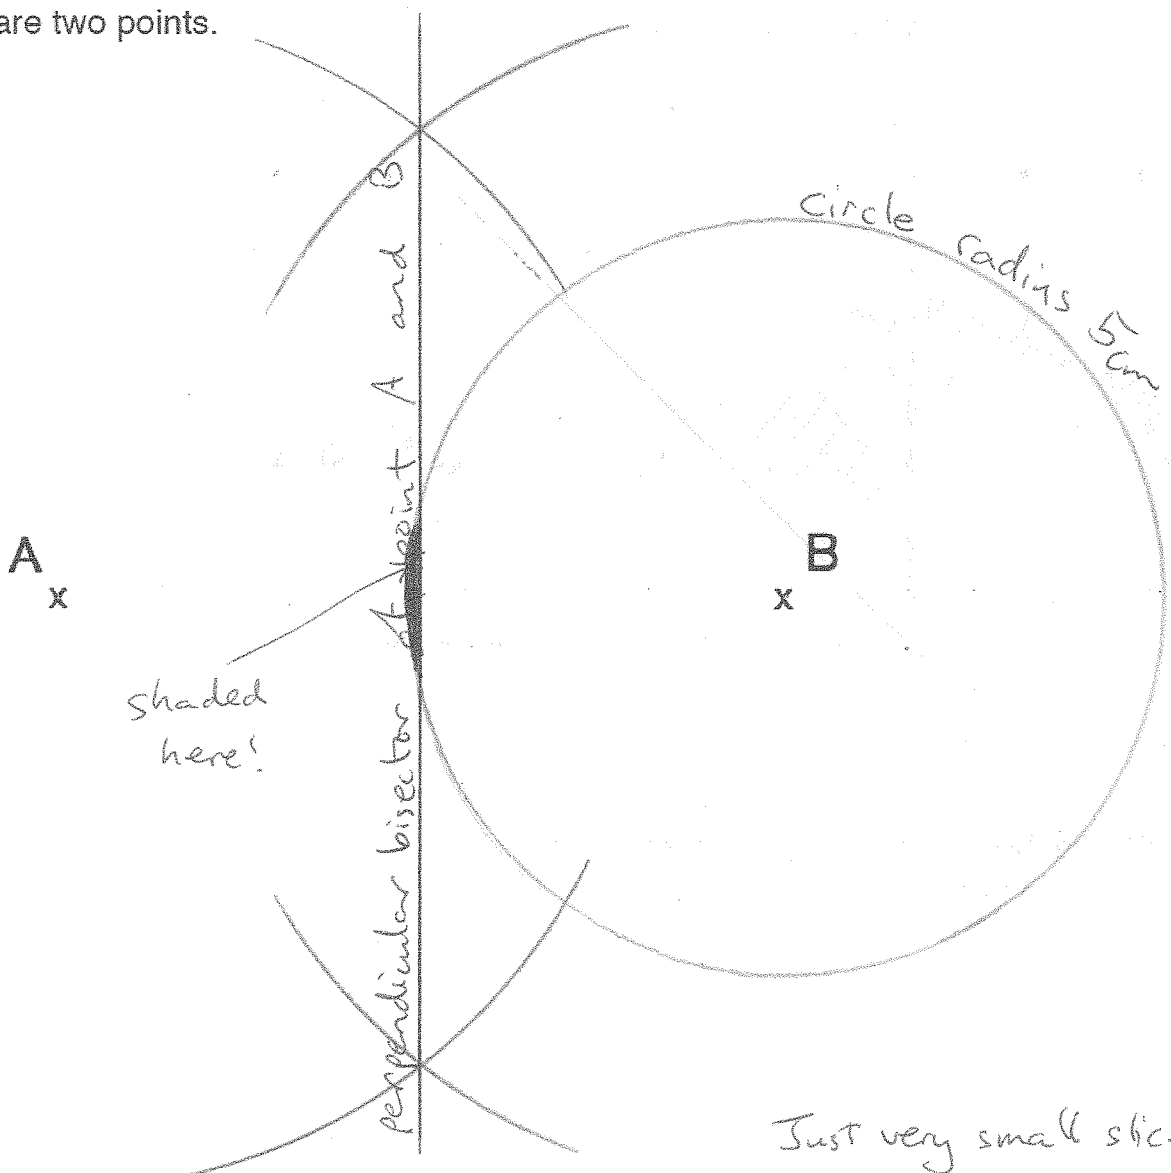 are two points.
circle radius 5cm
perpendicular bisector of point A and B
A
x
B
x
shaded
here!
Just very small slic